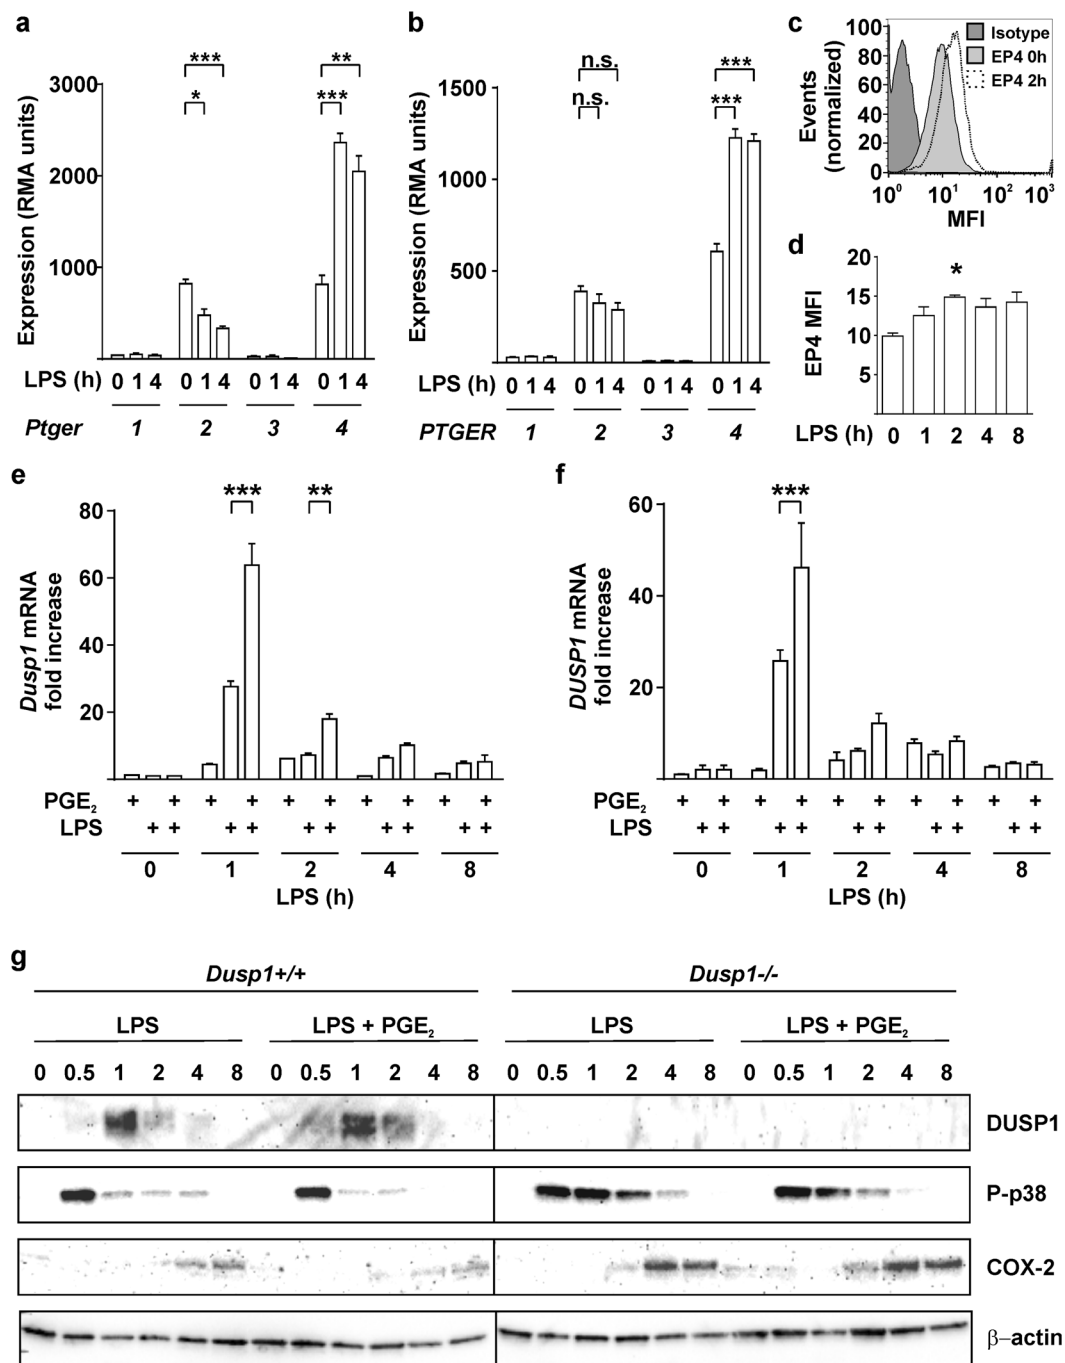 a
Expression (RMA units)
3000
2000
1000
***
*
**
***
LPS (h) 0 1 4 0 1 4 0 1 4 0 1 4
Ptger 1 2 3 4
b
Expression (RMA units)
1500
1000
500
n.s.
n.s.
***
***
LPS (h) 0 1 4 0 1 4 0 1 4 0 1 4
PTGER 1 2 3 4
c
Events
(normalized)
100
80
60
40
20
0
Isotype
EP4 0h
EP4 2h
10⁰ 10¹ 10² 10³
MFI
d
EP4 MFI
20
15
10
5
*
LPS (h) 0 1 2 4 8
e
Dusp1 mRNA
fold increase
80
60
40
20
*** **
PGE₂ + + + + + + + + + +
LPS + + + + + + + + + +
0 1 2 4 8
LPS (h)
f
DUSP1 mRNA
fold increase
60
40
20
***
PGE₂ + + + + + + + + + +
LPS + + + + + + + + + +
0 1 2 4 8
LPS (h)
g
Dusp1+/+ Dusp1-/-
LPS LPS + PGE₂ LPS LPS + PGE₂
0 0.5 1 2 4 8 0 0.5 1 2 4 8 0 0.5 1 2 4 8 0 0.5 1 2 4 8
DUSP1
P-p38
COX-2
β–actin